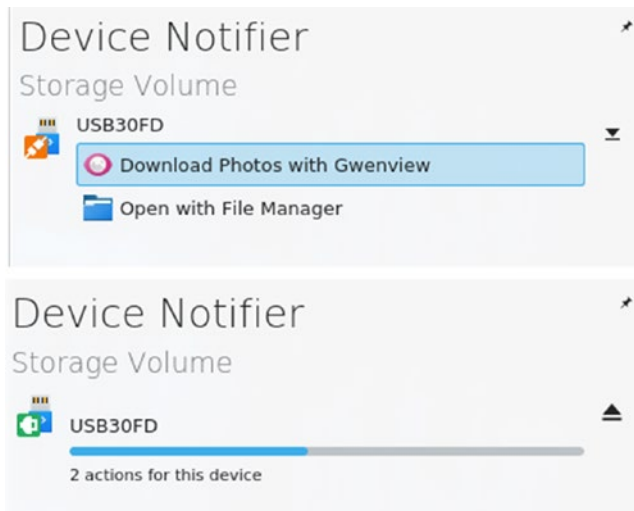 Device Notifier
Storage Volume
USB30FD
Download Photos with Gwenview
Open with File Manager
Device Notifier
Storage Volume
USB30FD
2 actions for this device